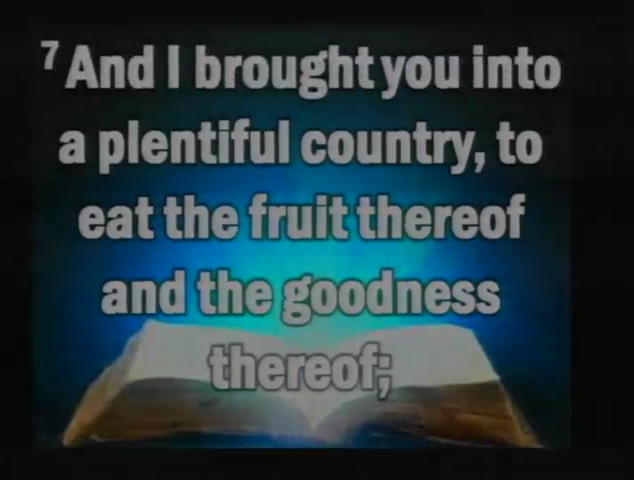 7 And I brought you into
a plentiful country, to
eat the fruit thereof
and the goodness
thereof;